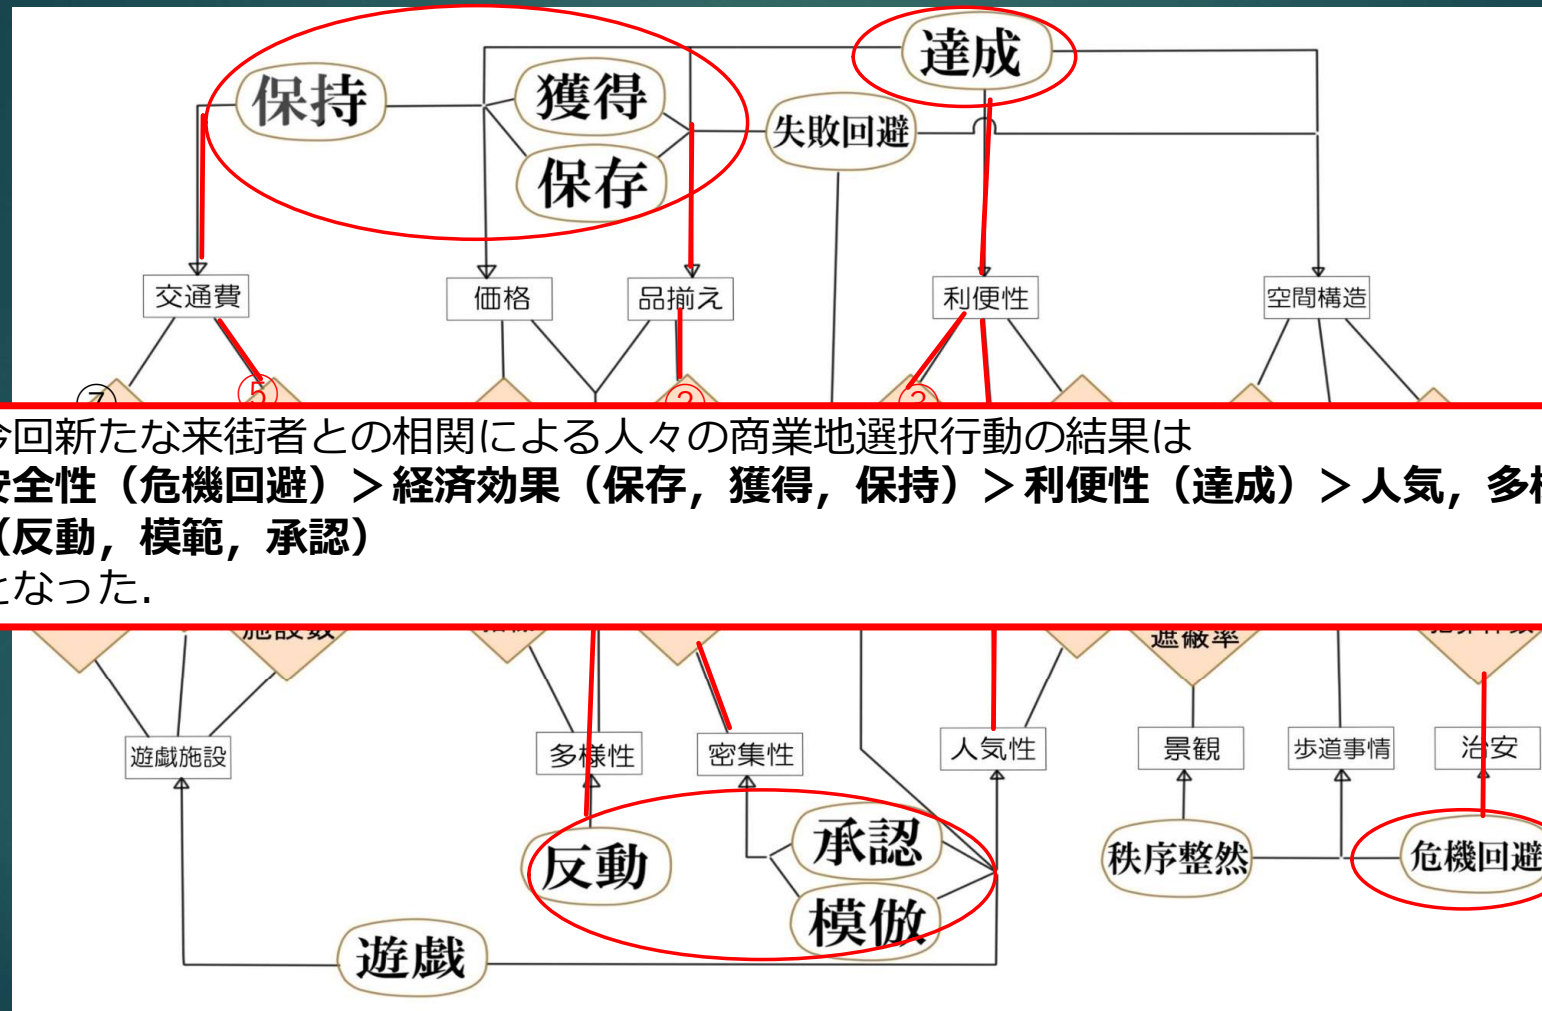 達成
保持
獲得
失敗回避
保存
交通費
価格
品揃え
利便性
空間構造
⑦
⑤
今回新たな来街者との相関による人々の商業地選択行動の結果は
安全性（危機回避）＞経済効果（保存，獲得，保持）＞利便性（達成）＞人気，多様
（反動，模範，承認）
となった．
施設数
遮蔽率
遊戯施設
多様性
密集性
人気性
景観
歩道事情
治安
承認
反動
秩序整然
危機回避
模倣
遊戯